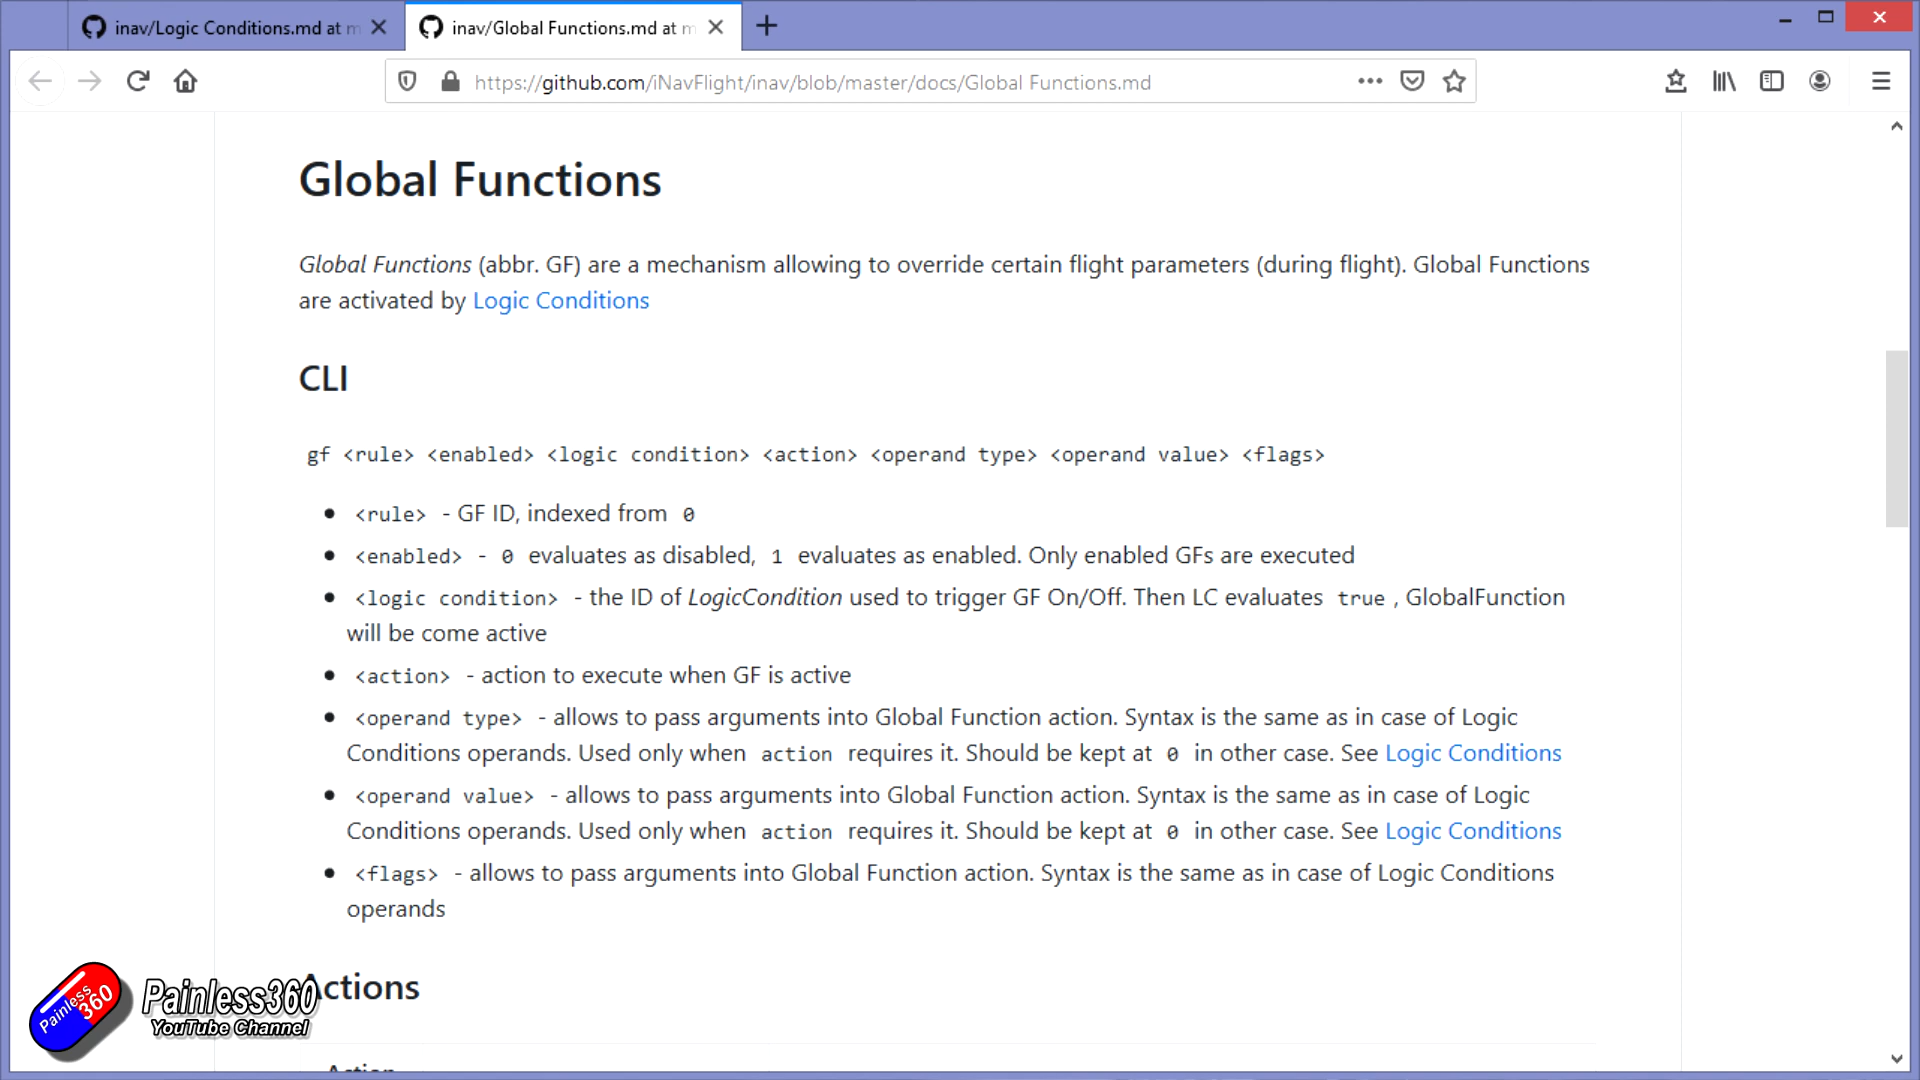 inav/Logic Conditions.md at m
inav/Global Functions.md at m
https://github.com/iNavFlight/inav/blob/master/docs/Global Functions.md
Global Functions
Global Functions (abbr. GF) are a mechanism allowing to override certain flight parameters (during flight). Global Functions
are activated by Logic Conditions
CLI
gf <rule> <enabled> <logic condition> <action> <operand type> <operand value> <flags>
• <rule> - GF ID, indexed from 0
• <enabled> - 0 evaluates as disabled, 1 evaluates as enabled. Only enabled GFs are executed
• <logic condition> - the ID of LogicCondition used to trigger GF On/Off. Then LC evaluates true , GlobalFunction
will be come active
• <action> - action to execute when GF is active
• <operand type> - allows to pass arguments into Global Function action. Syntax is the same as in case of Logic
Conditions operands. Used only when action requires it. Should be kept at 0 in other case. See Logic Conditions
• <operand value> - allows to pass arguments into Global Function action. Syntax is the same as in case of Logic
Conditions operands. Used only when action requires it. Should be kept at 0 in other case. See Logic Conditions
• <flags> - allows to pass arguments into Global Function action. Syntax is the same as in case of Logic Conditions
operands
Actions
Painless360
YouTube Channel
Painless
360
Action